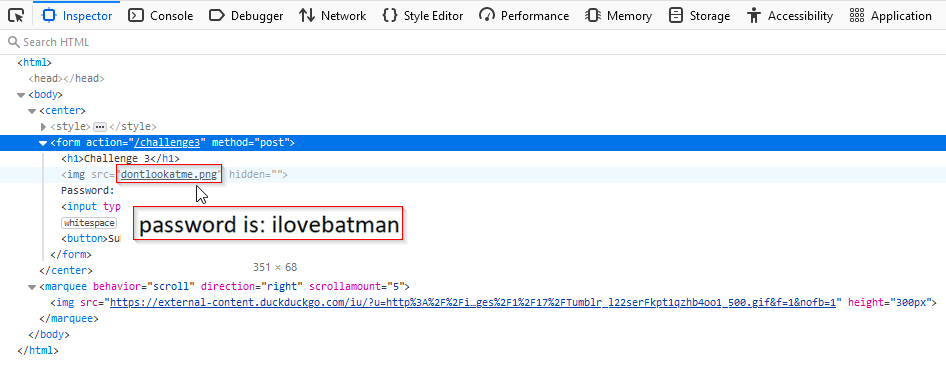 Inspector Console Debugger Network Style Editor Performance Memory Storage Accessibility Application
Search HTML
<html>
<head></head>
<body>
<center>
<style> ••• </style>
<form action="/challenge3" method="post">
<h1>Challenge 3</h1>
<img src="dontlookatme.png" hidden="">
Password:
<input typ
whitespace
<button>Su
password is: ilovebatman
</form>
</center>
351 × 68
<marquee behavior="scroll" direction="right" scrollamount="5">
<img src="https://external-content.duckduckgo.com/iu/?u=http%3A%2F%2Fi…ges%2F1%2F17%2FTumblr_l22serFkpt1qzhb4oo1_500.gif&f=1&nofb=1" height="300px">
</marquee>
</body>
</html>